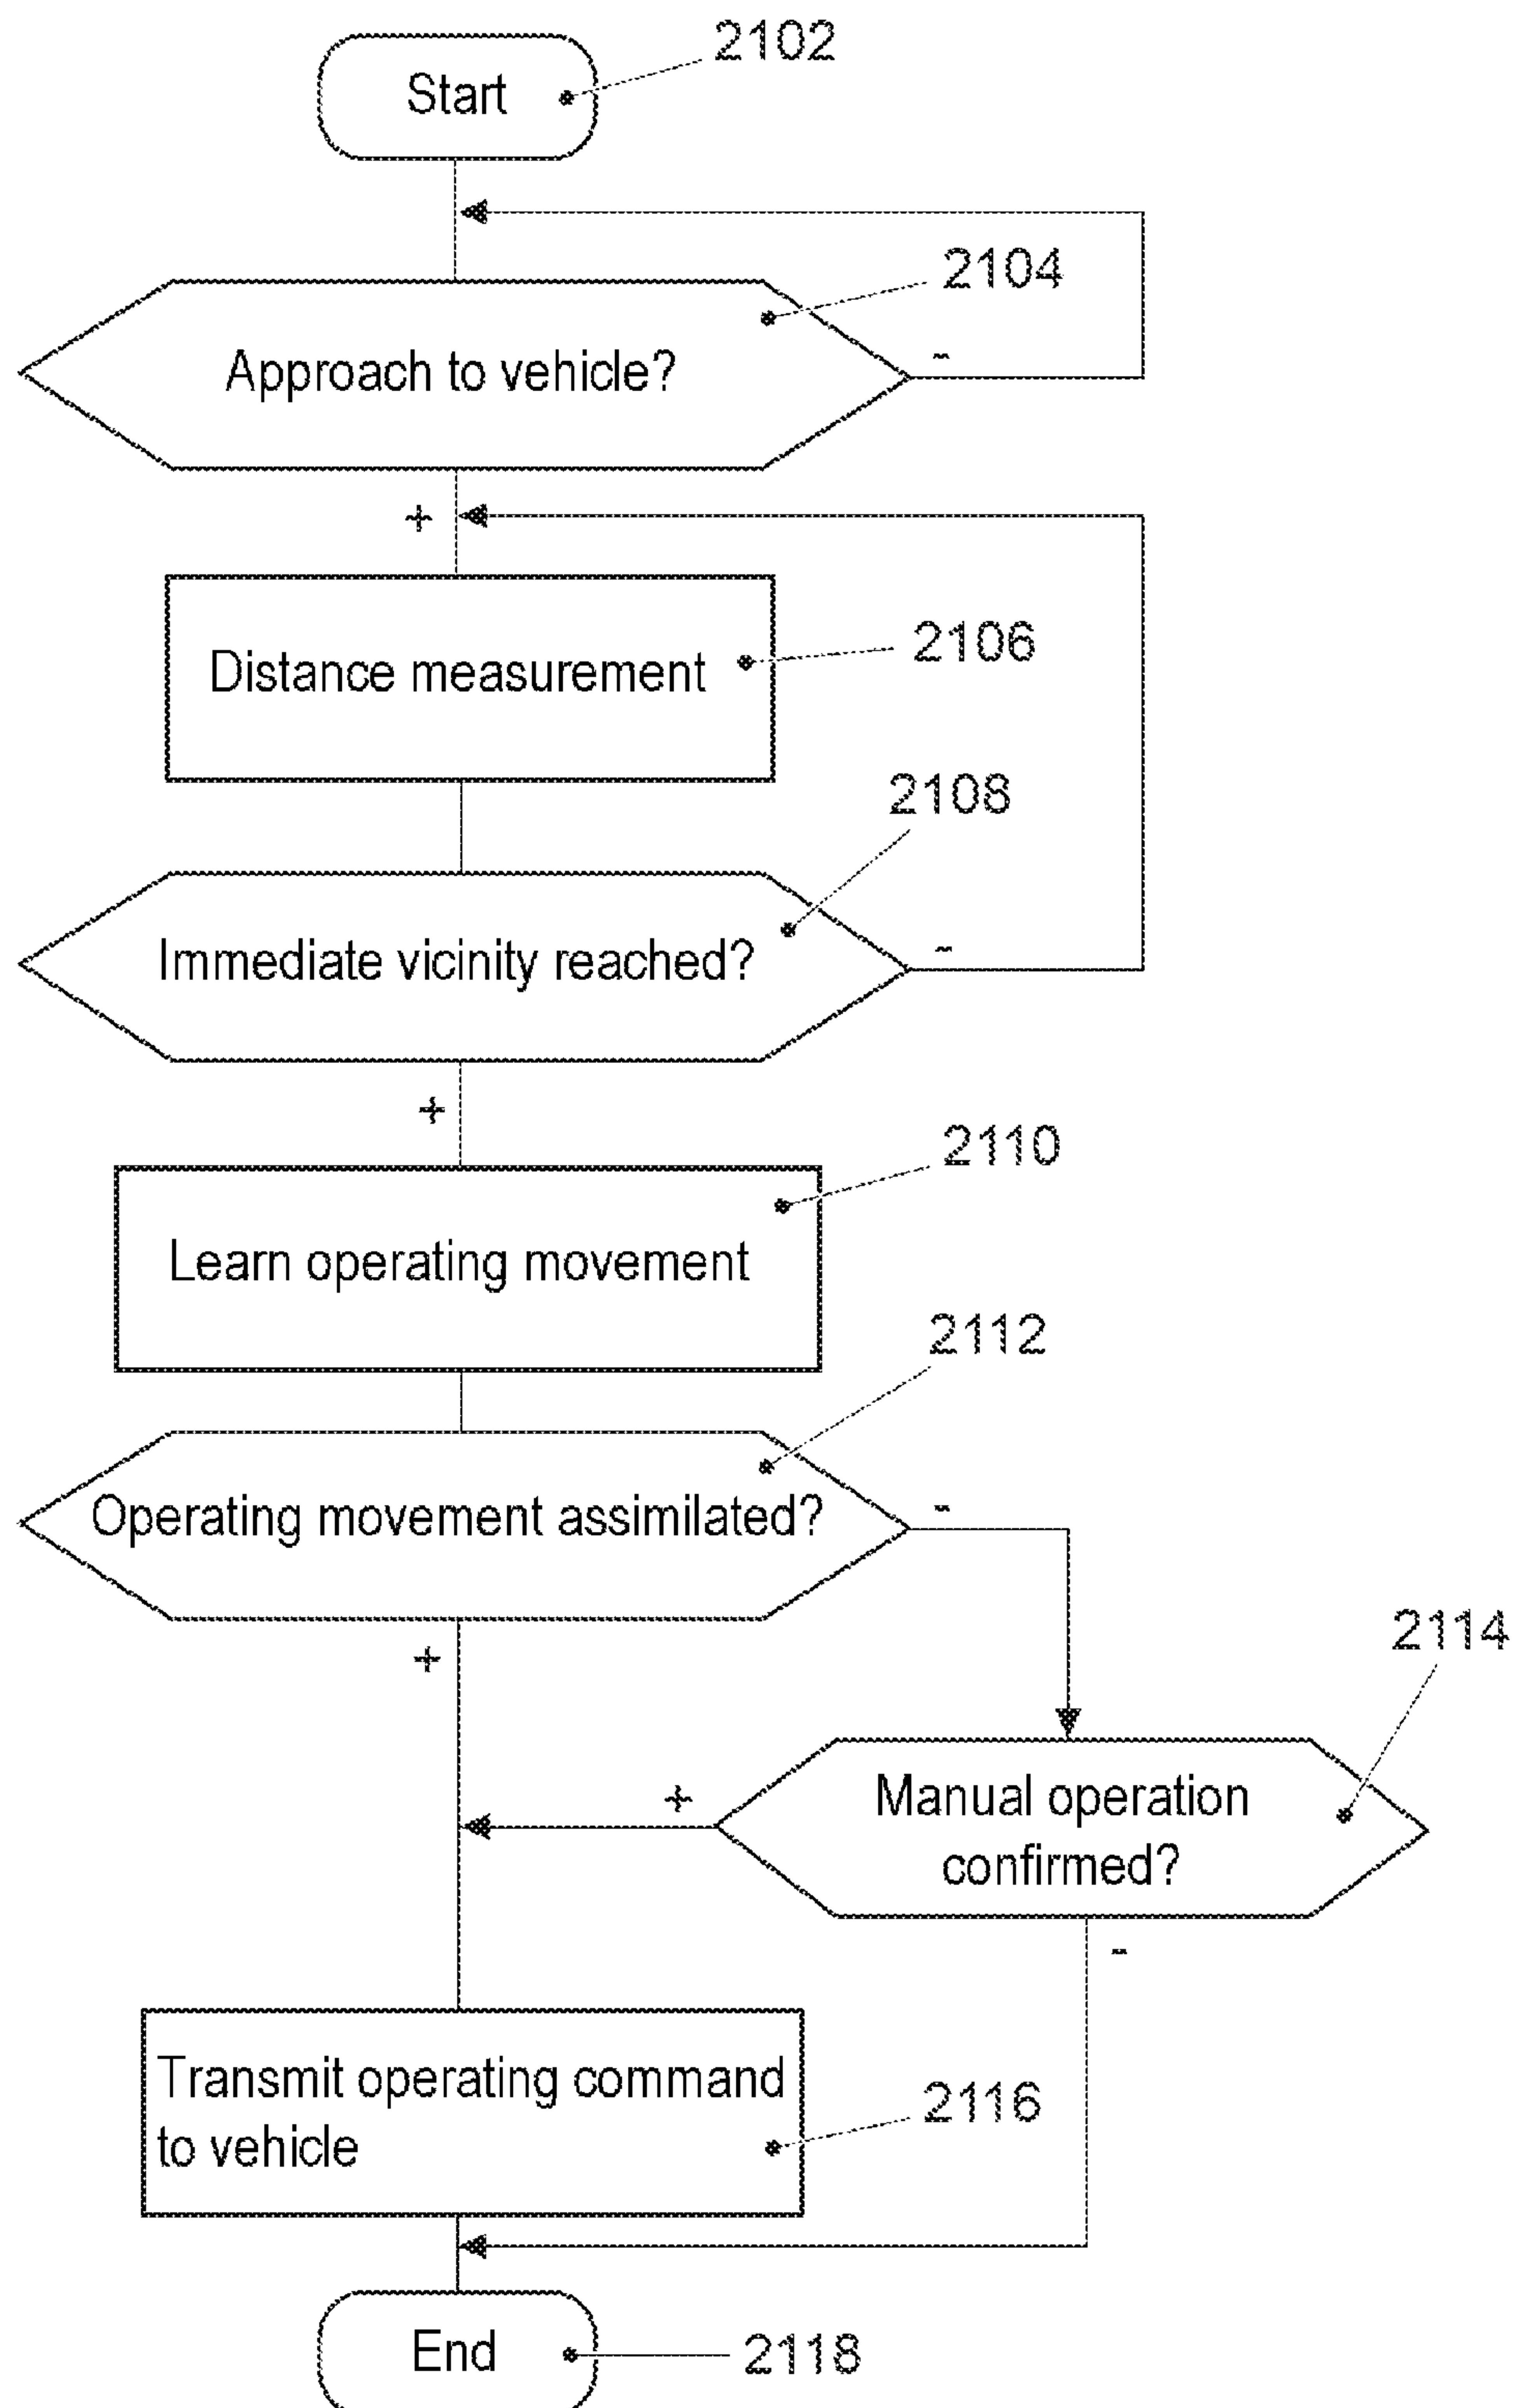 2102
Start
2104
Approach to vehicle?
-
+
2106
Distance measurement
2108
Immediate vicinity reached?
-
+
2110
Learn operating movement
2112
Operating movement assimilated?
-
+
2114
+
Manual operation
confirmed?
-
Transmit operating command
to vehicle
2116
End
2118